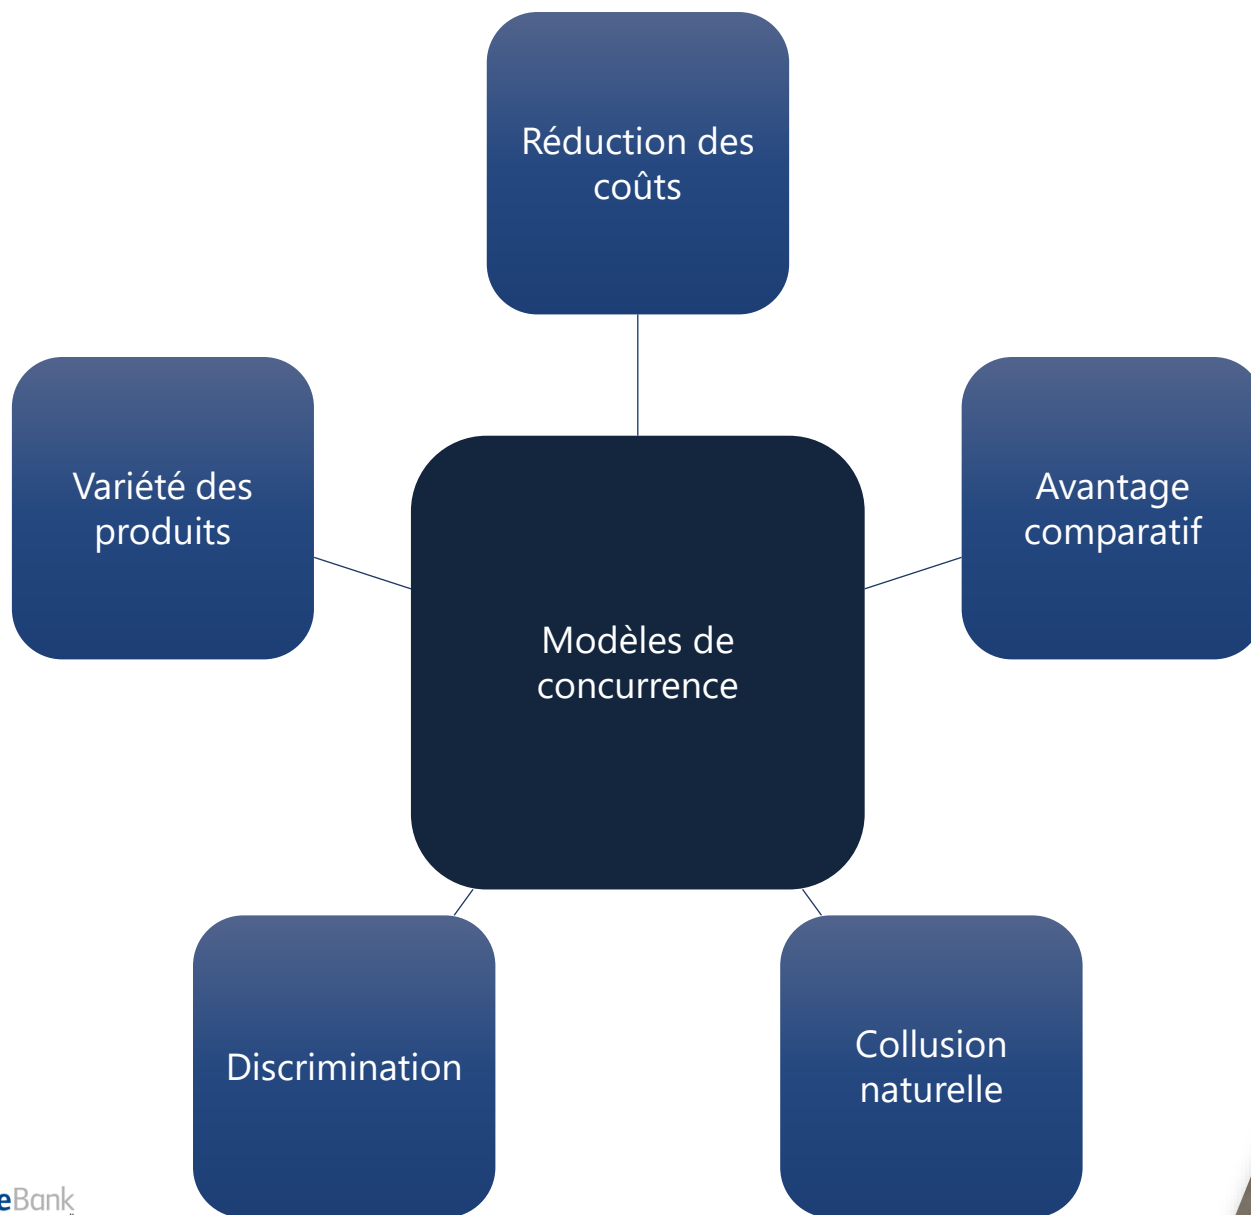 Réduction des
coûts
Variété des
produits
Avantage
comparatif
Modèles de
concurrence
Discrimination
Collusion
naturelle
eBank